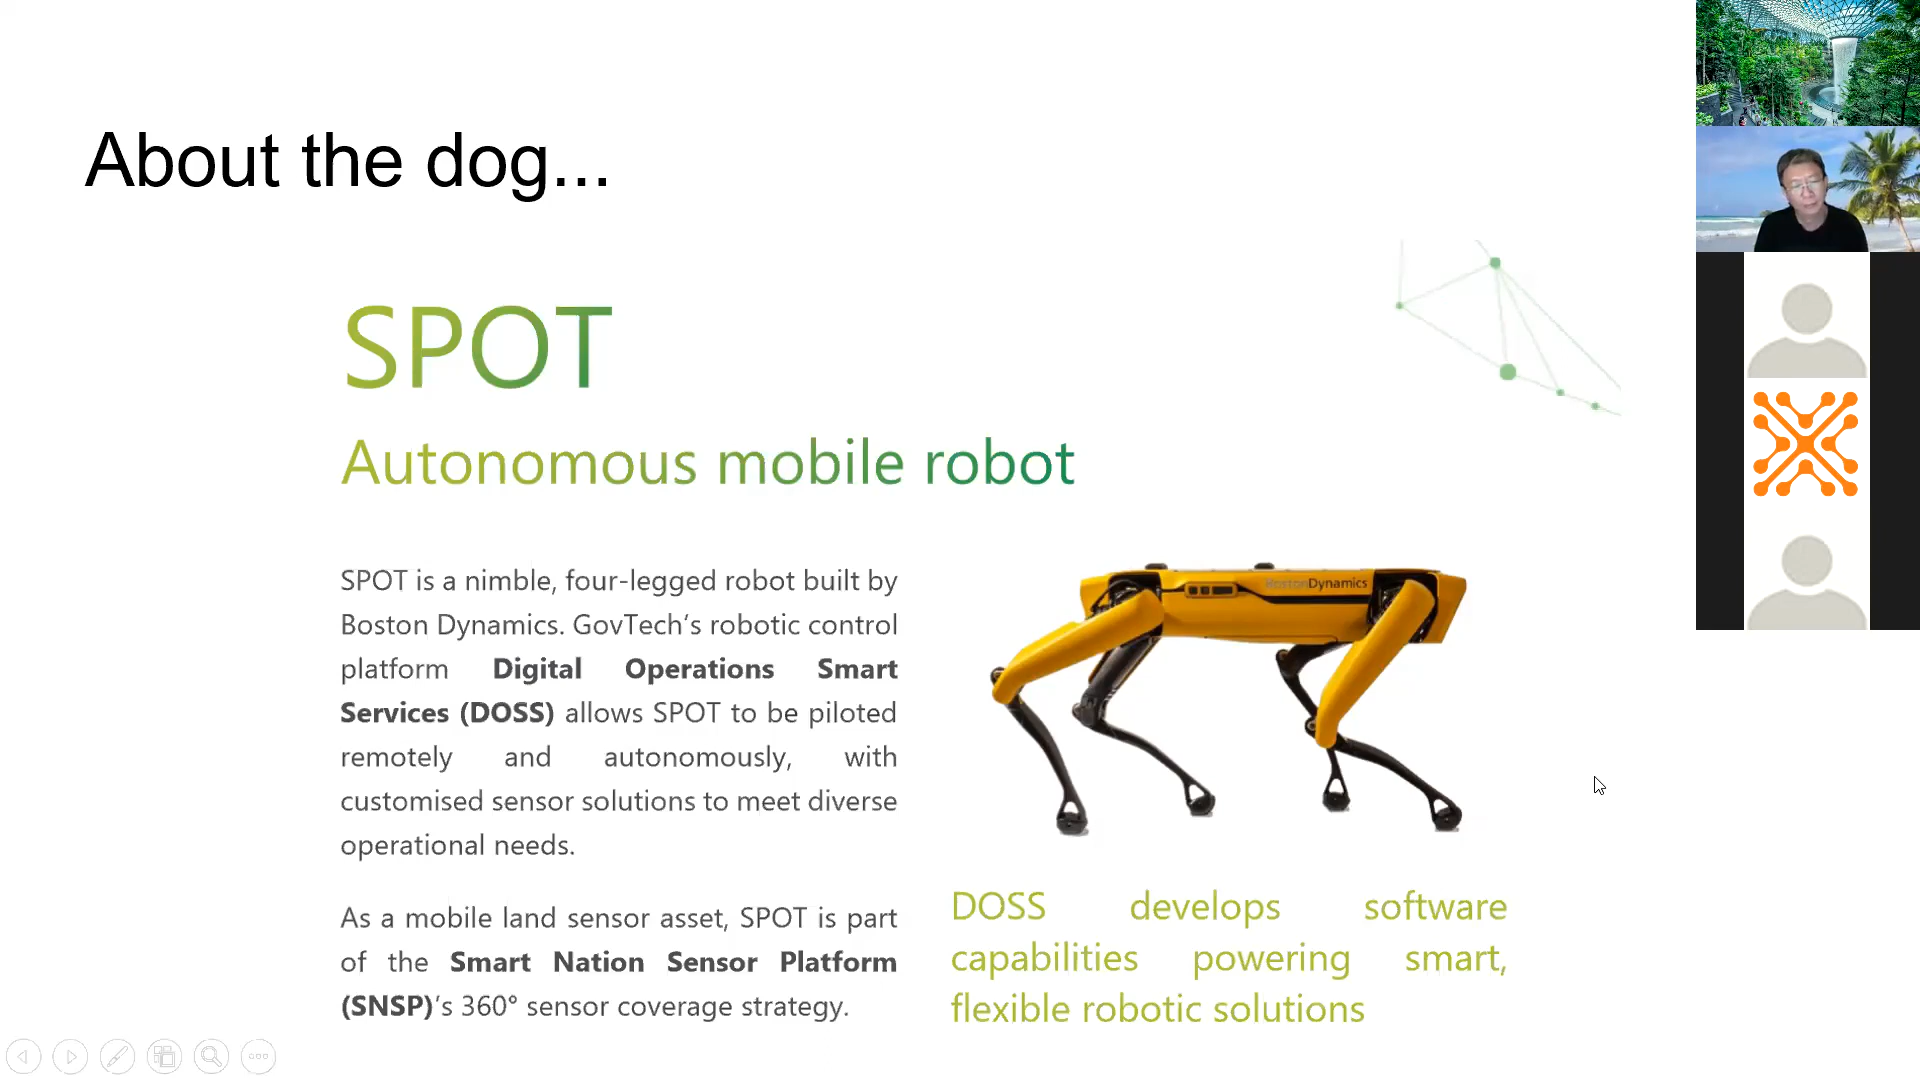 About the dog...
SPOT
Autonomous mobile robot
SPOT is a nimble, four-legged robot built by
Boston Dynamics. GovTech's robotic control
platform Digital Operations Smart
Services (DOSS) allows SPOT to be piloted
remotely and autonomously, with
customised sensor solutions to meet diverse
operational needs.
As a mobile land sensor asset, SPOT is part
of the Smart Nation Sensor Platform
(SNSP)'s 360° sensor coverage strategy.
BostonDynamics
DOSS develops software
capabilities powering smart,
flexible robotic solutions